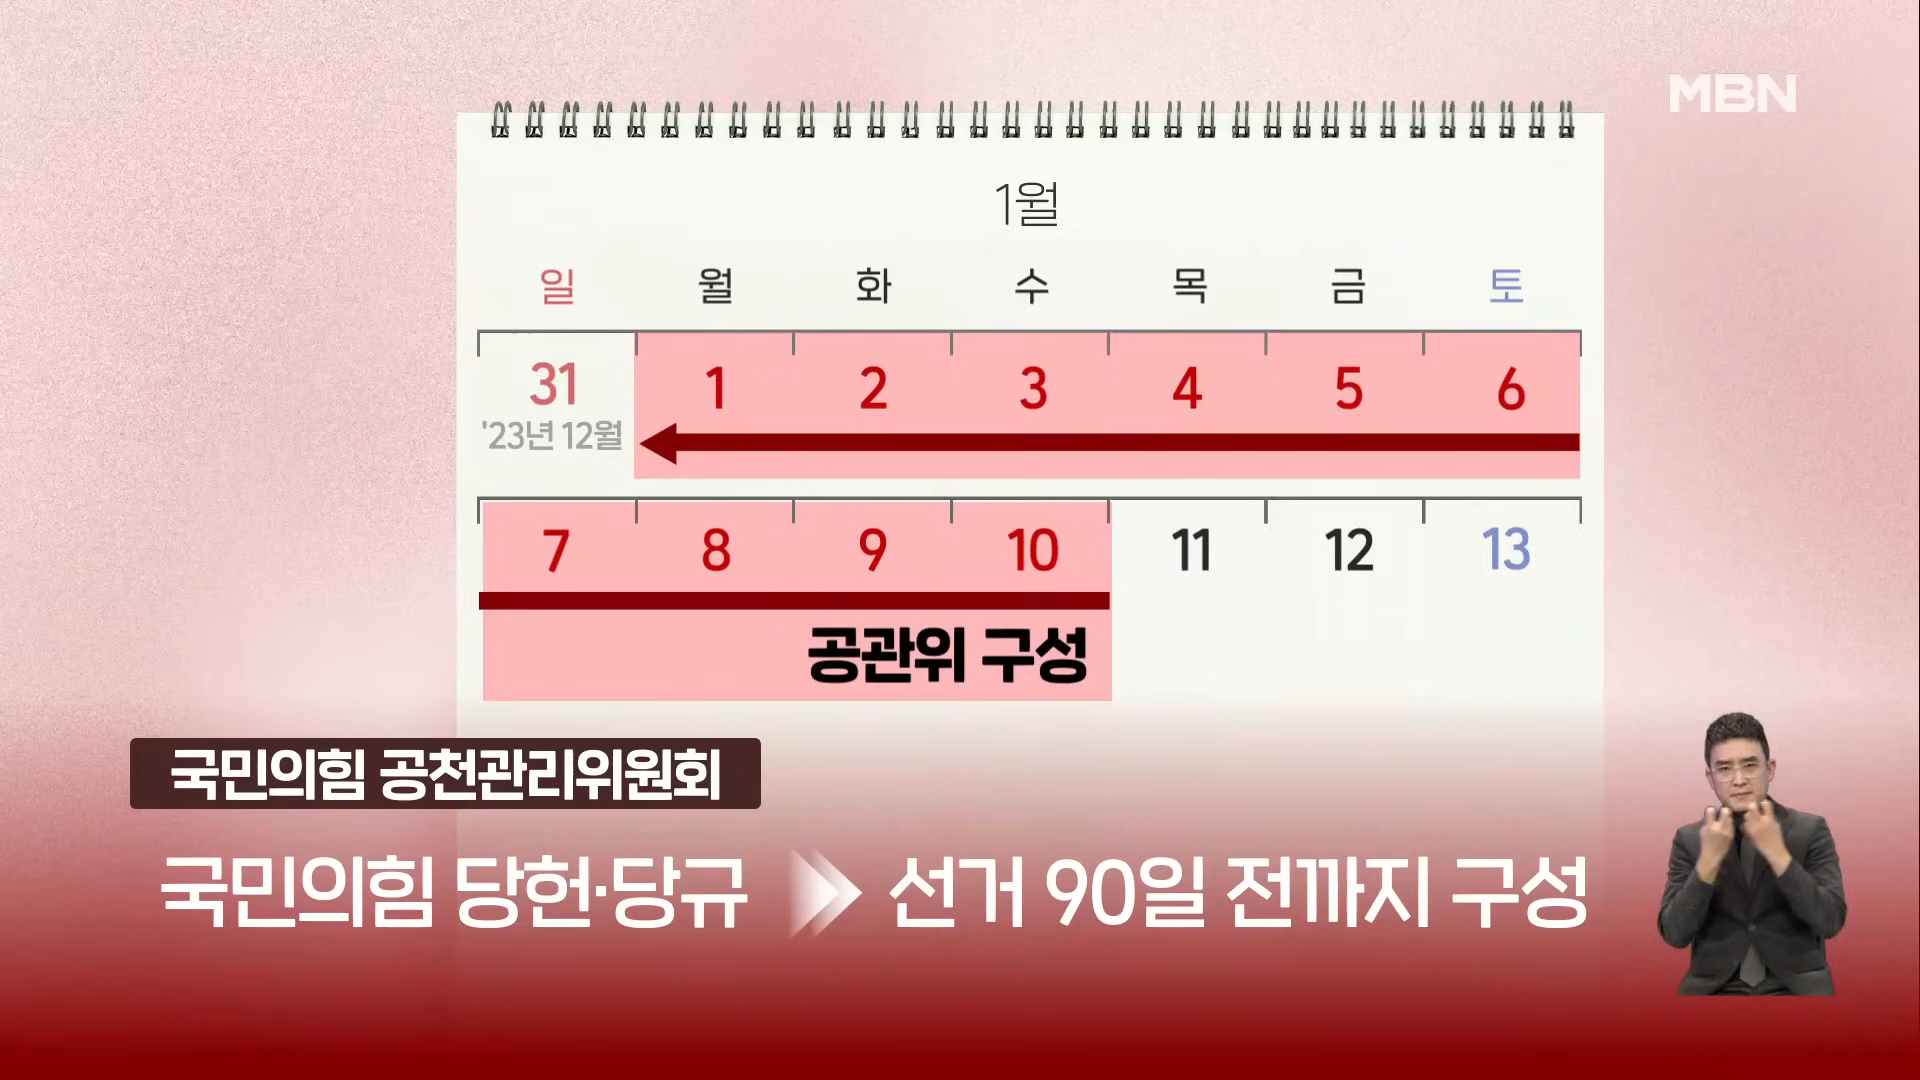 MBN
1월
일 월 화 수 목 금 토
31 1 2 3 4 5 6
'23년 12월
7 8 9 10 11 12 13
공관위 구성
국민의힘 공천관리위원회
국민의힘 당헌·당규 선거 90일 전까지 구성